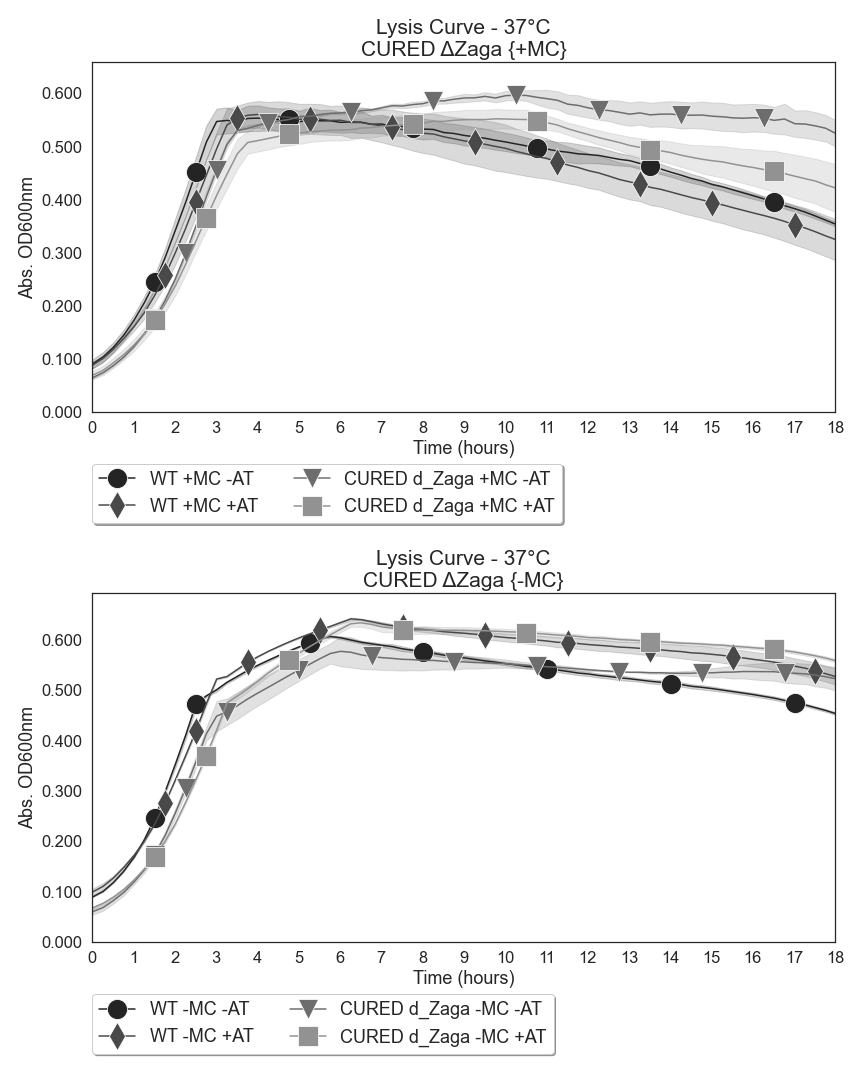 Lysis Curve - 37°C
CURED ΔZaga {+MC}
Abs. OD600nm
0.600
0.500
0.400
0.300
0.200
0.100
0.000
0 1 2 3 4 5 6 7 8 9 10 11 12 13 14 15 16 17 18
Time (hours)
WT +MC -AT CURED d_Zaga +MC -AT
WT +MC +AT CURED d_Zaga +MC +AT
Lysis Curve - 37°C
CURED ΔZaga {-MC}
Abs. OD600nm
0.600
0.500
0.400
0.300
0.200
0.100
0.000
0 1 2 3 4 5 6 7 8 9 10 11 12 13 14 15 16 17 18
Time (hours)
WT -MC -AT CURED d_Zaga -MC -AT
WT -MC +AT CURED d_Zaga -MC +AT